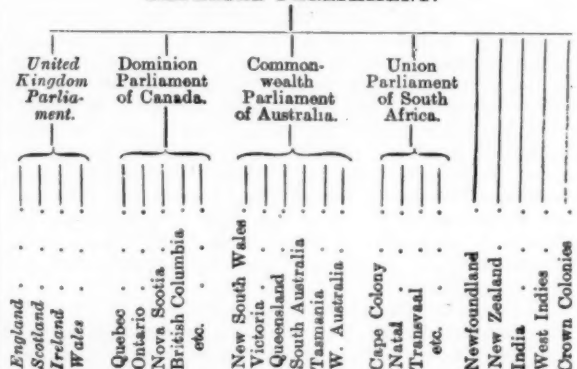 United
Kingdom
Parlia-
ment.
Dominion
Parliament
of Canada.
Common-
wealth
Parliament
of Australia.
Union
Parliament
of South
Africa.
England
Scotland
Ireland
Wales
Quebec
Ontario
Nova Scotia
British Columbia
etc.
New South Wales
Victoria
Queensland
South Australia
Tasmania
W. Australia
Cape Colony
Natal
Transvaal
etc.
Newfoundland
New Zealand
India
West Indies
Crown Colonies